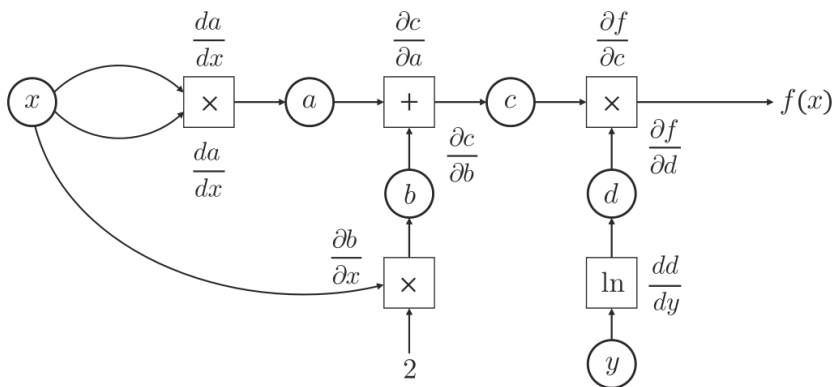 da/dx ∂c/∂a ∂f/∂c
x × a + c × f(x)
da/dx ∂c/∂b ∂f/∂d
b d
∂b/∂x × ln dd/dy
2 y